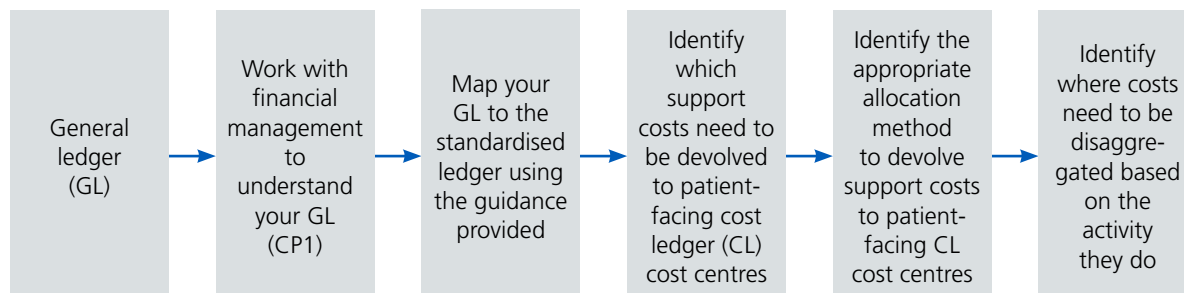 General
ledger
(GL)
Work with
financial
management
to
understand
your GL
(CP1)
Map your
GL to the
standardised
ledger using
the guidance
provided
Identify
which
support
costs need to
be devolved
to patient-
facing cost
ledger (CL)
cost centres
Identify the
appropriate
allocation
method
to devolve
support costs
to patient-
facing CL
cost centres
Identify
where costs
need to be
disaggre-
gated based
on the
activity
they do